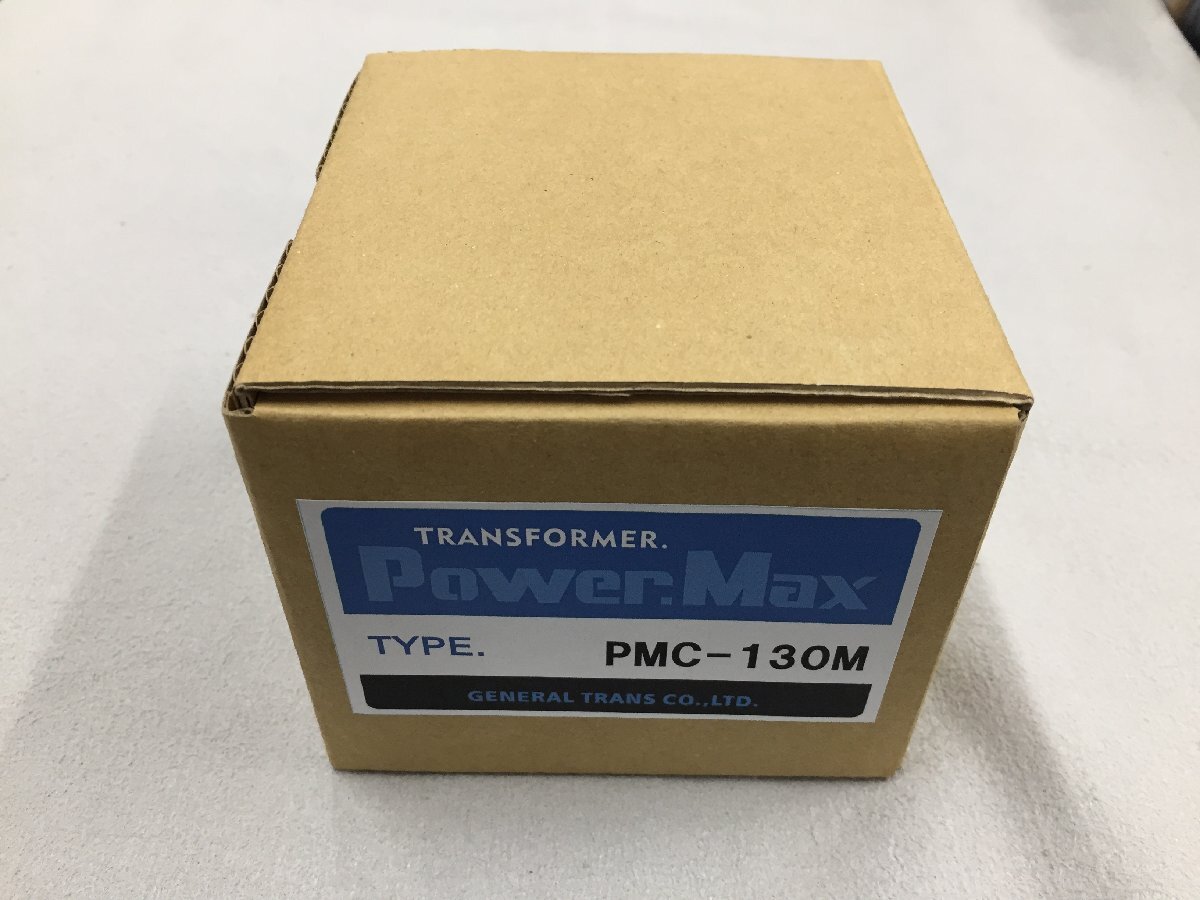 TRANSFORMER.
Power.Max
TYPE. PMC-130M
GENERAL TRANS CO.,LTD.